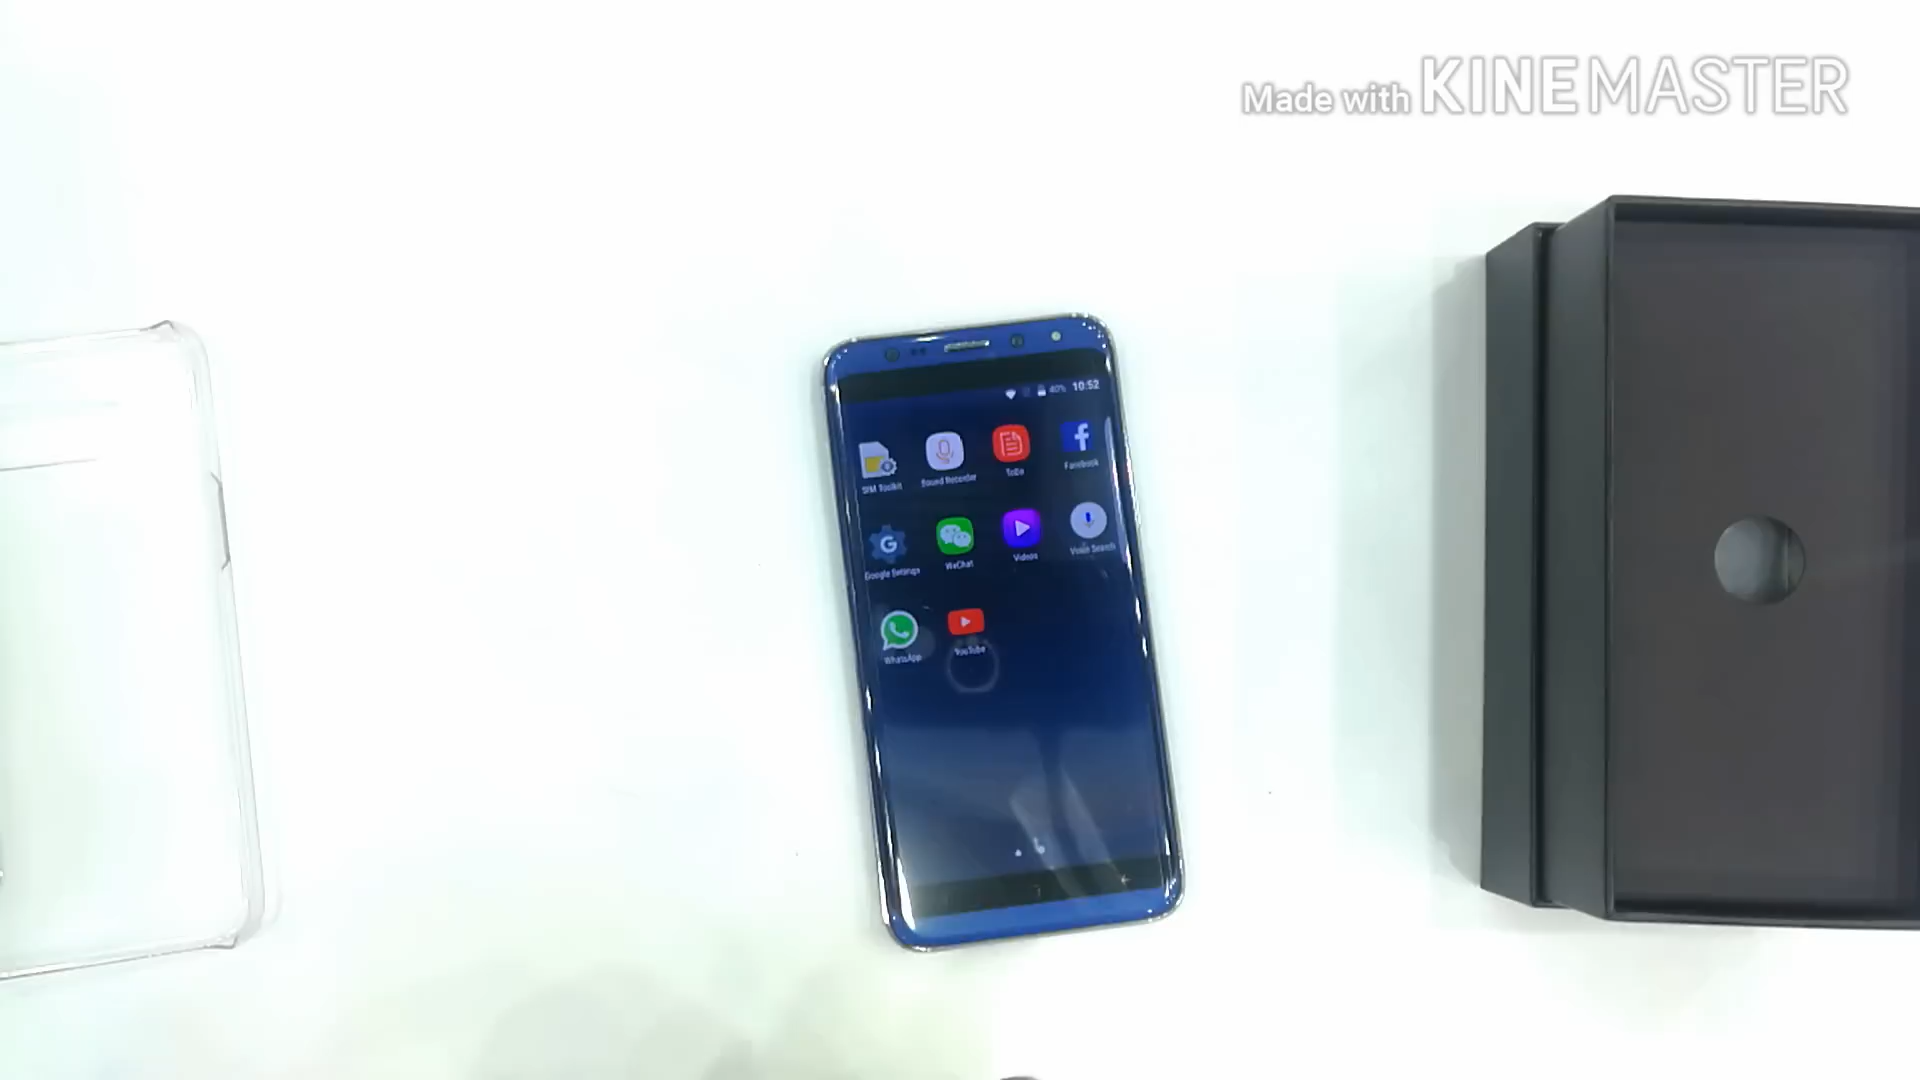 Made with KINEMASTER
40% 10:52
SIM Toolkit Sound Recorder ToDo Facebook
Google Settings WeChat Videos Voice Search
WhatsApp YouTube